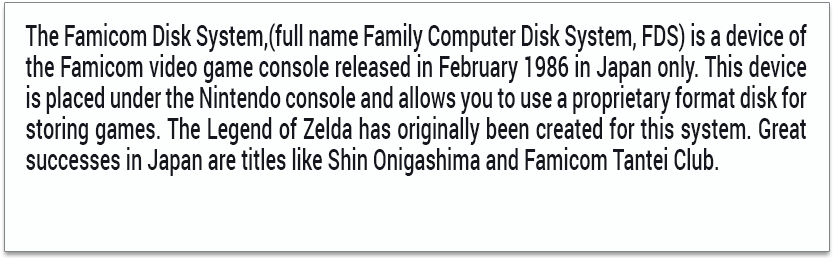 The Famicom Disk System,(full name Family Computer Disk System, FDS) is a device of
the Famicom video game console released in February 1986 in Japan only. This device
is placed under the Nintendo console and allows you to use a proprietary format disk for
storing games. The Legend of Zelda has originally been created for this system. Great
successes in Japan are titles like Shin Onigashima and Famicom Tantei Club.